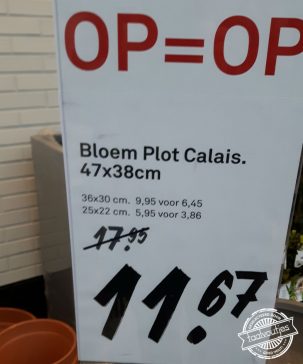 OP=OP
Bloem Plot Calais.
47x38cm
36x30 cm. 9,95 voor 6,45
25x22 cm. 5,95 voor 3,86
17.95
11.67
taalvoutjes